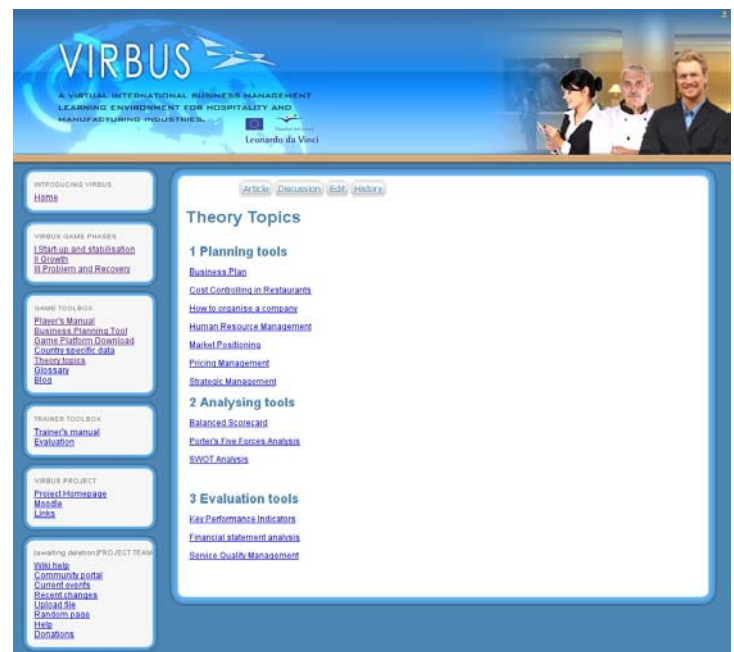 VIRBUS
A VIRTUAL INTERNATIONAL BUSINESS MANAGEMENT
LEARNING ENVIRONMENT FOR HOSPITALITY AND
MANUFACTURING INDUSTRIES.
Leonardo da Vinci
INTRODUCING VIRBUS
Home
VIRBUS GAME PHASES
I.Start-up and stabilisation
II Growth
III Problem and Recovery
GAME TOOLBOX
Player's Manual
Business Planning Tool
Game Platform Download
Country specific data
Theory topics
Glossary
Blog
TRAINER TOOLBOX
Trainer's manual
Evaluation
VIRBUS PROJECT
Project Homepage
Moodle
Links
(awaiting deletion)PROJECT TEAM
Wiki help
Community portal
Current events
Recent changes
Upload file
Random page
Help
Donations
Article Discussion Edit History
Theory Topics
1 Planning tools
Business Plan
Cost Controlling in Restaurants
How to organise a company
Human Resource Management
Market Positioning
Pricing Management
Strategic Management
2 Analysing tools
Balanced Scorecard
Porter's Five Forces Analysis
SWOT Analysis
3 Evaluation tools
Key Performance Indicators
Financial statement analysis
Service Quality Management